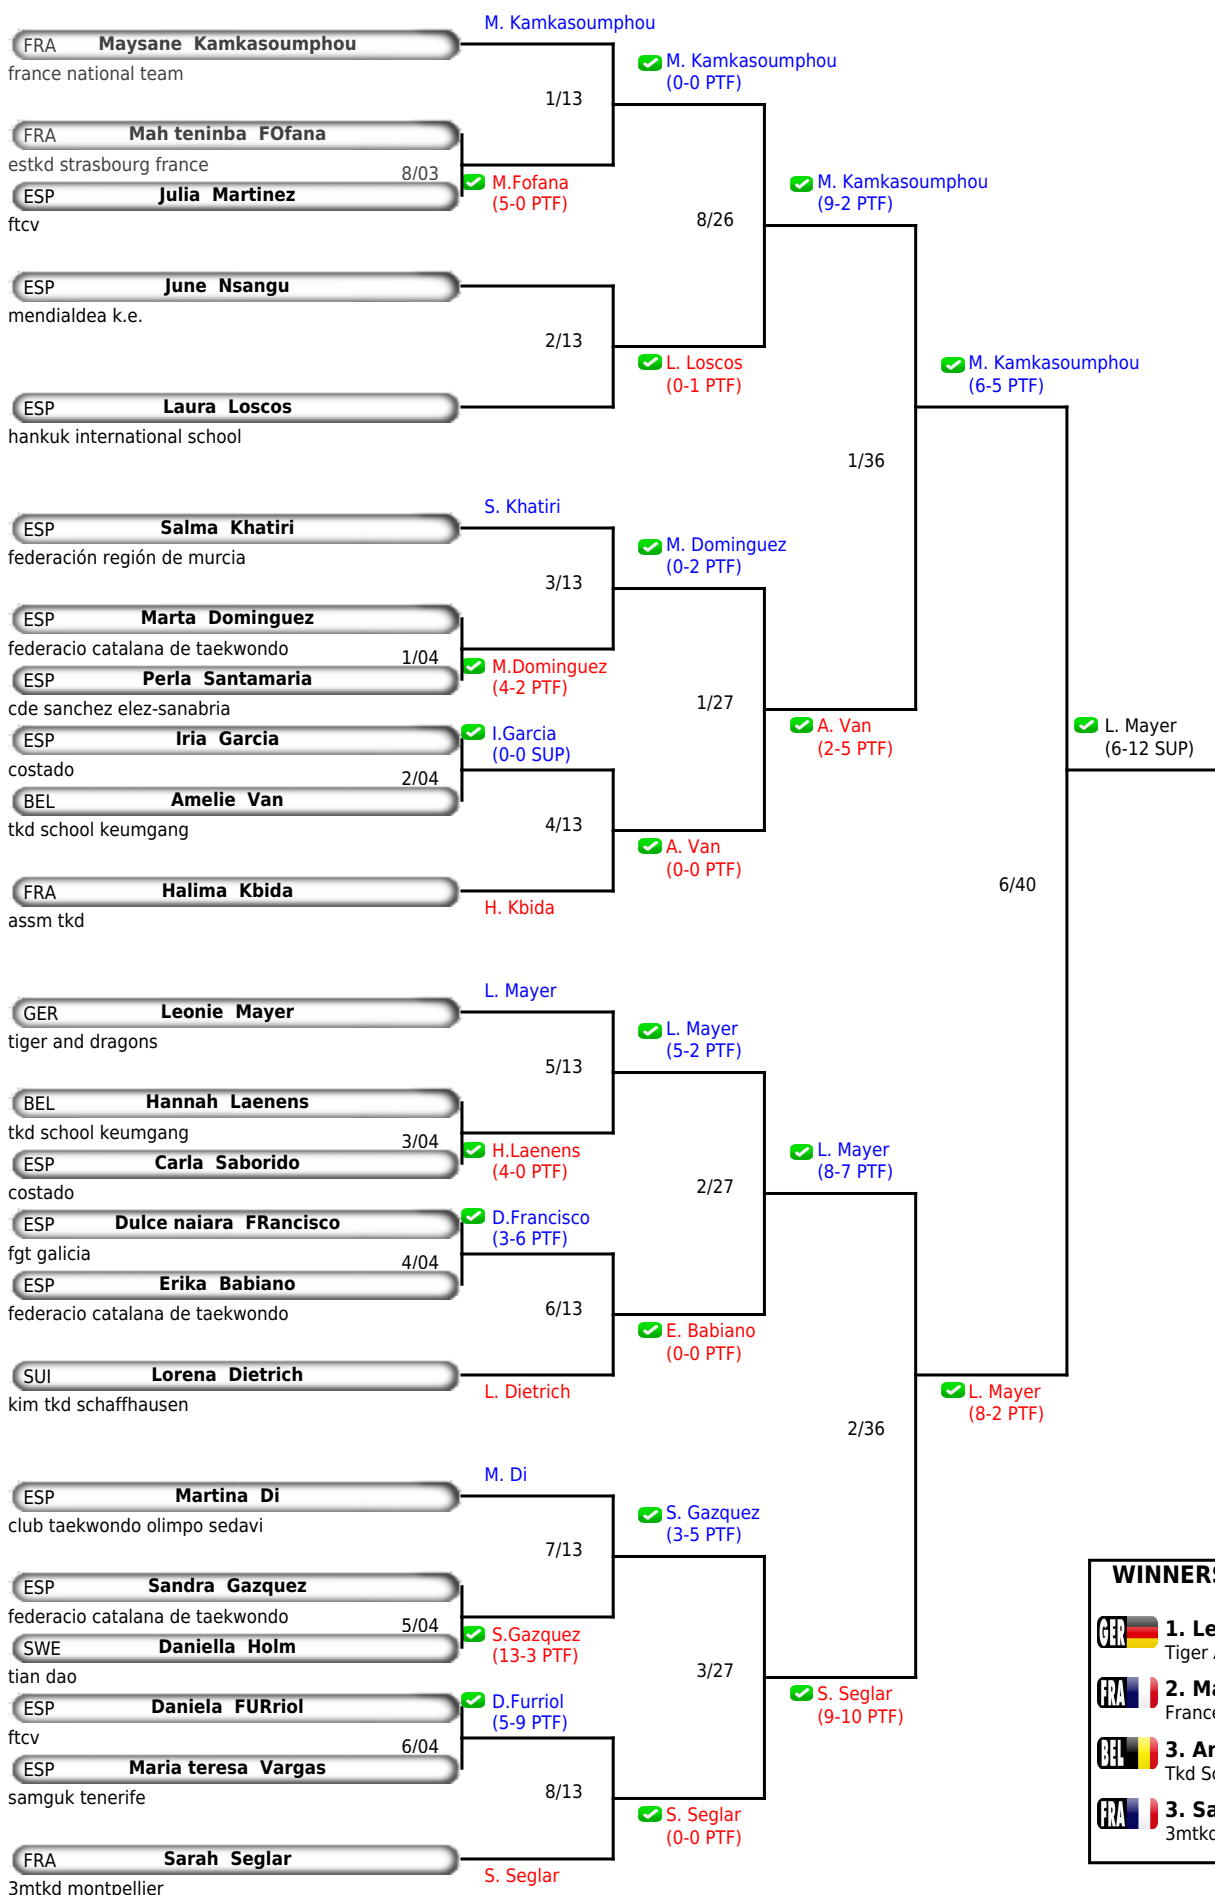 M. Kamkasoumphou
FRA Maysane Kamkasoumphou
france national team
M. Kamkasoumphou
(0-0 PTF)
1/13
FRA Mah teninba FOfana
estkd strasbourg france
8/03
M.Fofana
(5-0 PTF)
ESP Julia Martinez
ftcv
M. Kamkasoumphou
(9-2 PTF)
8/26
ESP June Nsangu
mendialdea k.e.
2/13
L. Loscos
(0-1 PTF)
ESP Laura Loscos
hankuk international school
M. Kamkasoumphou
(6-5 PTF)
1/36
S. Khatiri
ESP Salma Khatiri
federación región de murcia
M. Dominguez
(0-2 PTF)
3/13
ESP Marta Dominguez
federacio catalana de taekwondo
1/04
M.Dominguez
(4-2 PTF)
ESP Perla Santamaria
cde sanchez elez-sanabria
1/27
A. Van
(2-5 PTF)
L. Mayer
(6-12 SUP)
ESP Iria Garcia
costado
I.Garcia
(0-0 SUP)
2/04
BEL Amelie Van
tkd school keumgang
4/13
A. Van
(0-0 PTF)
FRA Halima Kbida
assm tkd
H. Kbida
6/40
L. Mayer
GER Leonie Mayer
tiger and dragons
L. Mayer
(5-2 PTF)
5/13
BEL Hannah Laenens
tkd school keumgang
3/04
H.Laenens
(4-0 PTF)
ESP Carla Saborido
costado
L. Mayer
(8-7 PTF)
2/27
ESP Dulce naiara FRancisco
fgt galicia
D.Francisco
(3-6 PTF)
4/04
ESP Erika Babiano
federacio catalana de taekwondo
6/13
E. Babiano
(0-0 PTF)
SUI Lorena Dietrich
kim tkd schaffhausen
L. Dietrich
L. Mayer
(8-2 PTF)
2/36
M. Di
ESP Martina Di
club taekwondo olimpo sedavi
S. Gazquez
(3-5 PTF)
7/13
ESP Sandra Gazquez
federacio catalana de taekwondo
5/04
S.Gazquez
(13-3 PTF)
SWE Daniella Holm
tian dao
3/27
S. Seglar
(9-10 PTF)
ESP Daniela FURriol
ftcv
D.Furriol
(5-9 PTF)
6/04
ESP Maria teresa Vargas
samguk tenerife
8/13
S. Seglar
(0-0 PTF)
FRA Sarah Seglar
3mtkd montpellier
S. Seglar
WINNERS
GER 1. Le
Tiger
FRA 2. Ma
France
BEL 3. Am
Tkd Sc
FRA 3. Sa
3mtkd